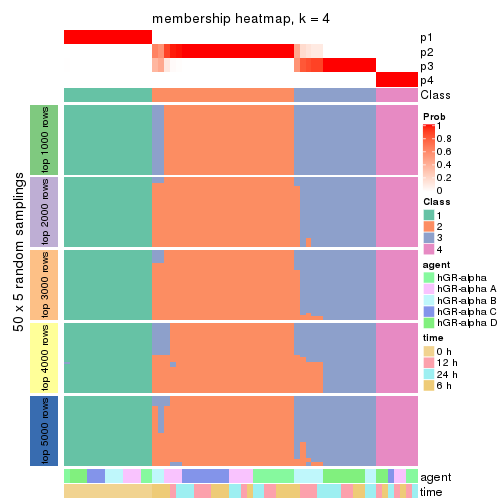 membership heatmap, k = 4
p1
p2
p3
p4
Class
50 x 5 random samplings
top 1000 rows
top 2000 rows
top 3000 rows
top 4000 rows
top 5000 rows
Prob
1
0.8
0.6
0.4
0.2
0
Class
1
2
3
4
agent
hGR-alpha
hGR-alpha A
hGR-alpha B
hGR-alpha C
hGR-alpha D
time
0 h
12 h
24 h
6 h
agent
time